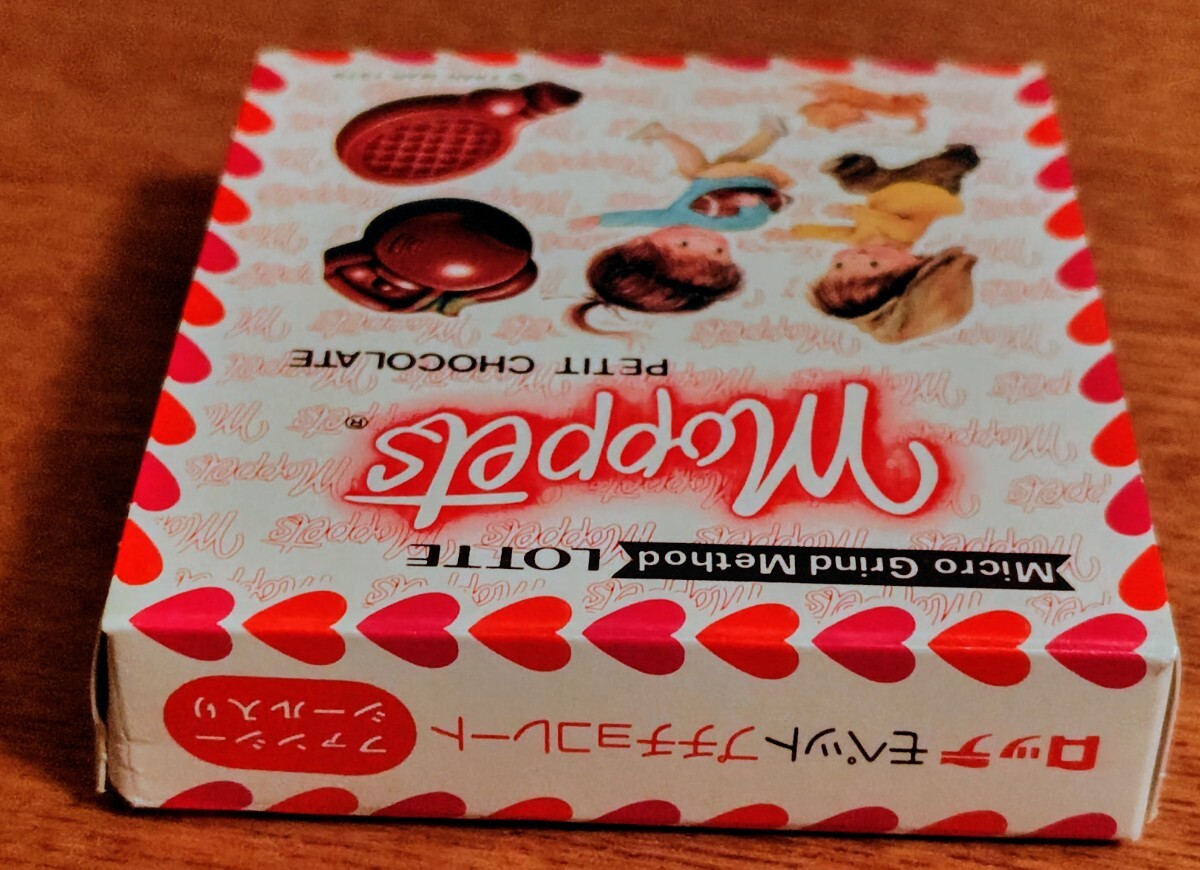 Micro Grind Method LOTTE
Moppets®
PETIT CHOCOLATE
ロッテ モペットプチチョコレート
ファンシー
シール入り